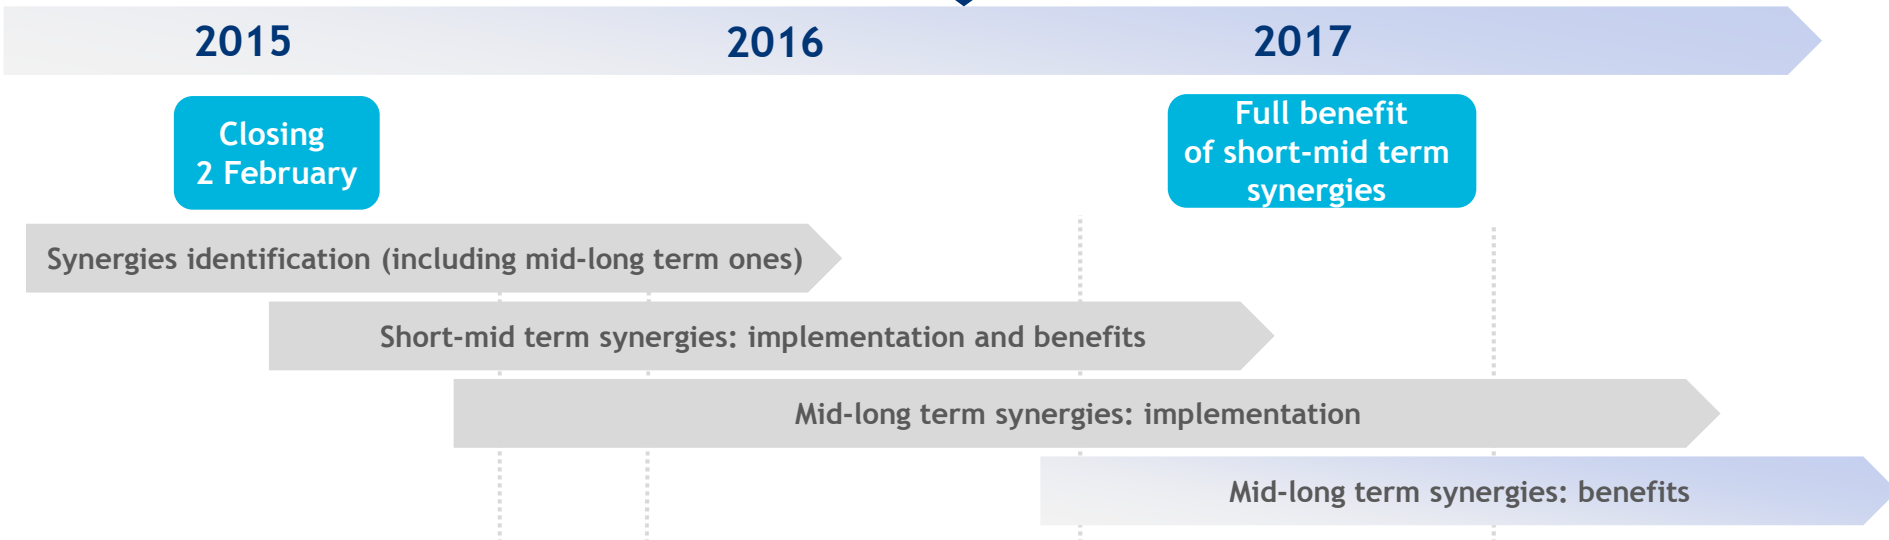 2015
2016
2017
Closing
2 February
Full benefit
of short-mid term
synergies
Synergies identification (including mid-long term ones)
Short-mid term synergies: implementation and benefits
Mid-long term synergies: implementation
Mid-long term synergies: benefits